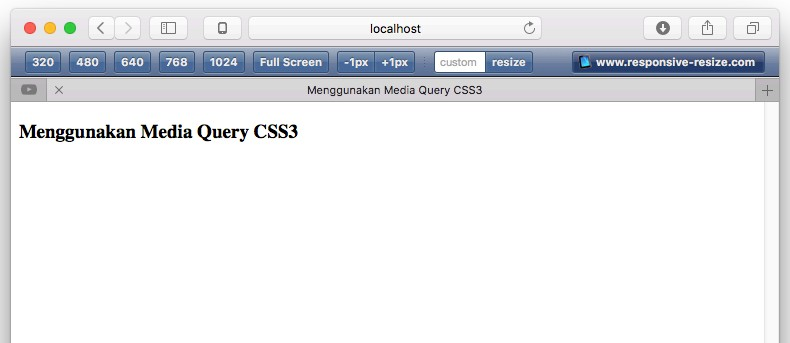 localhost
320 480 640 768 1024 Full Screen -1px +1px custom resize www.responsive-resize.com
Menggunakan Media Query CSS3
Menggunakan Media Query CSS3